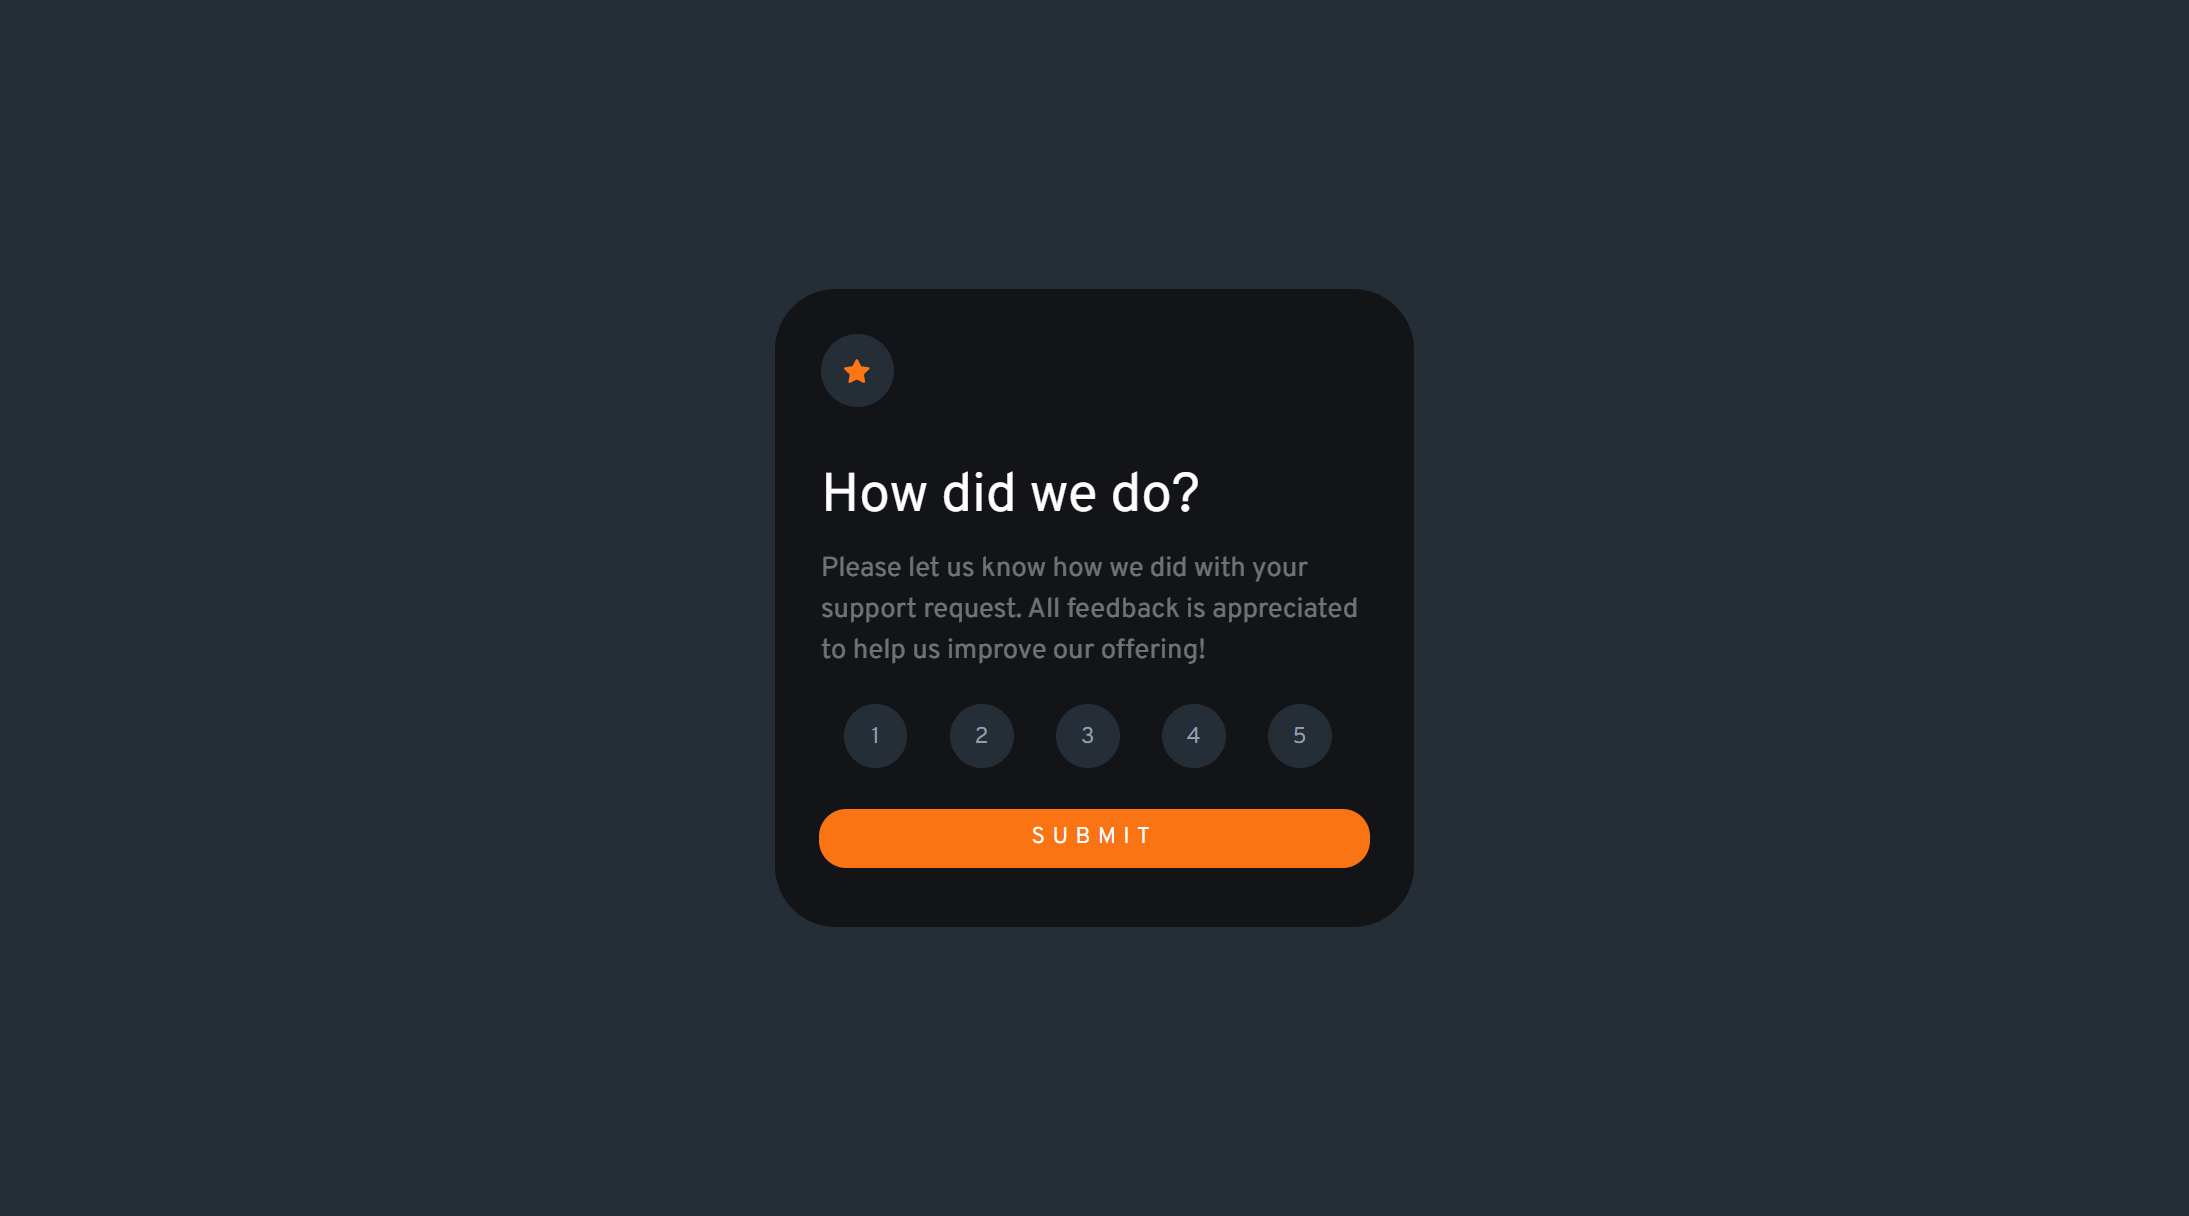 How did we do?
Please let us know how we did with your
support request. All feedback is appreciated
to help us improve our offering!
1 2 3 4 5
SUBMIT